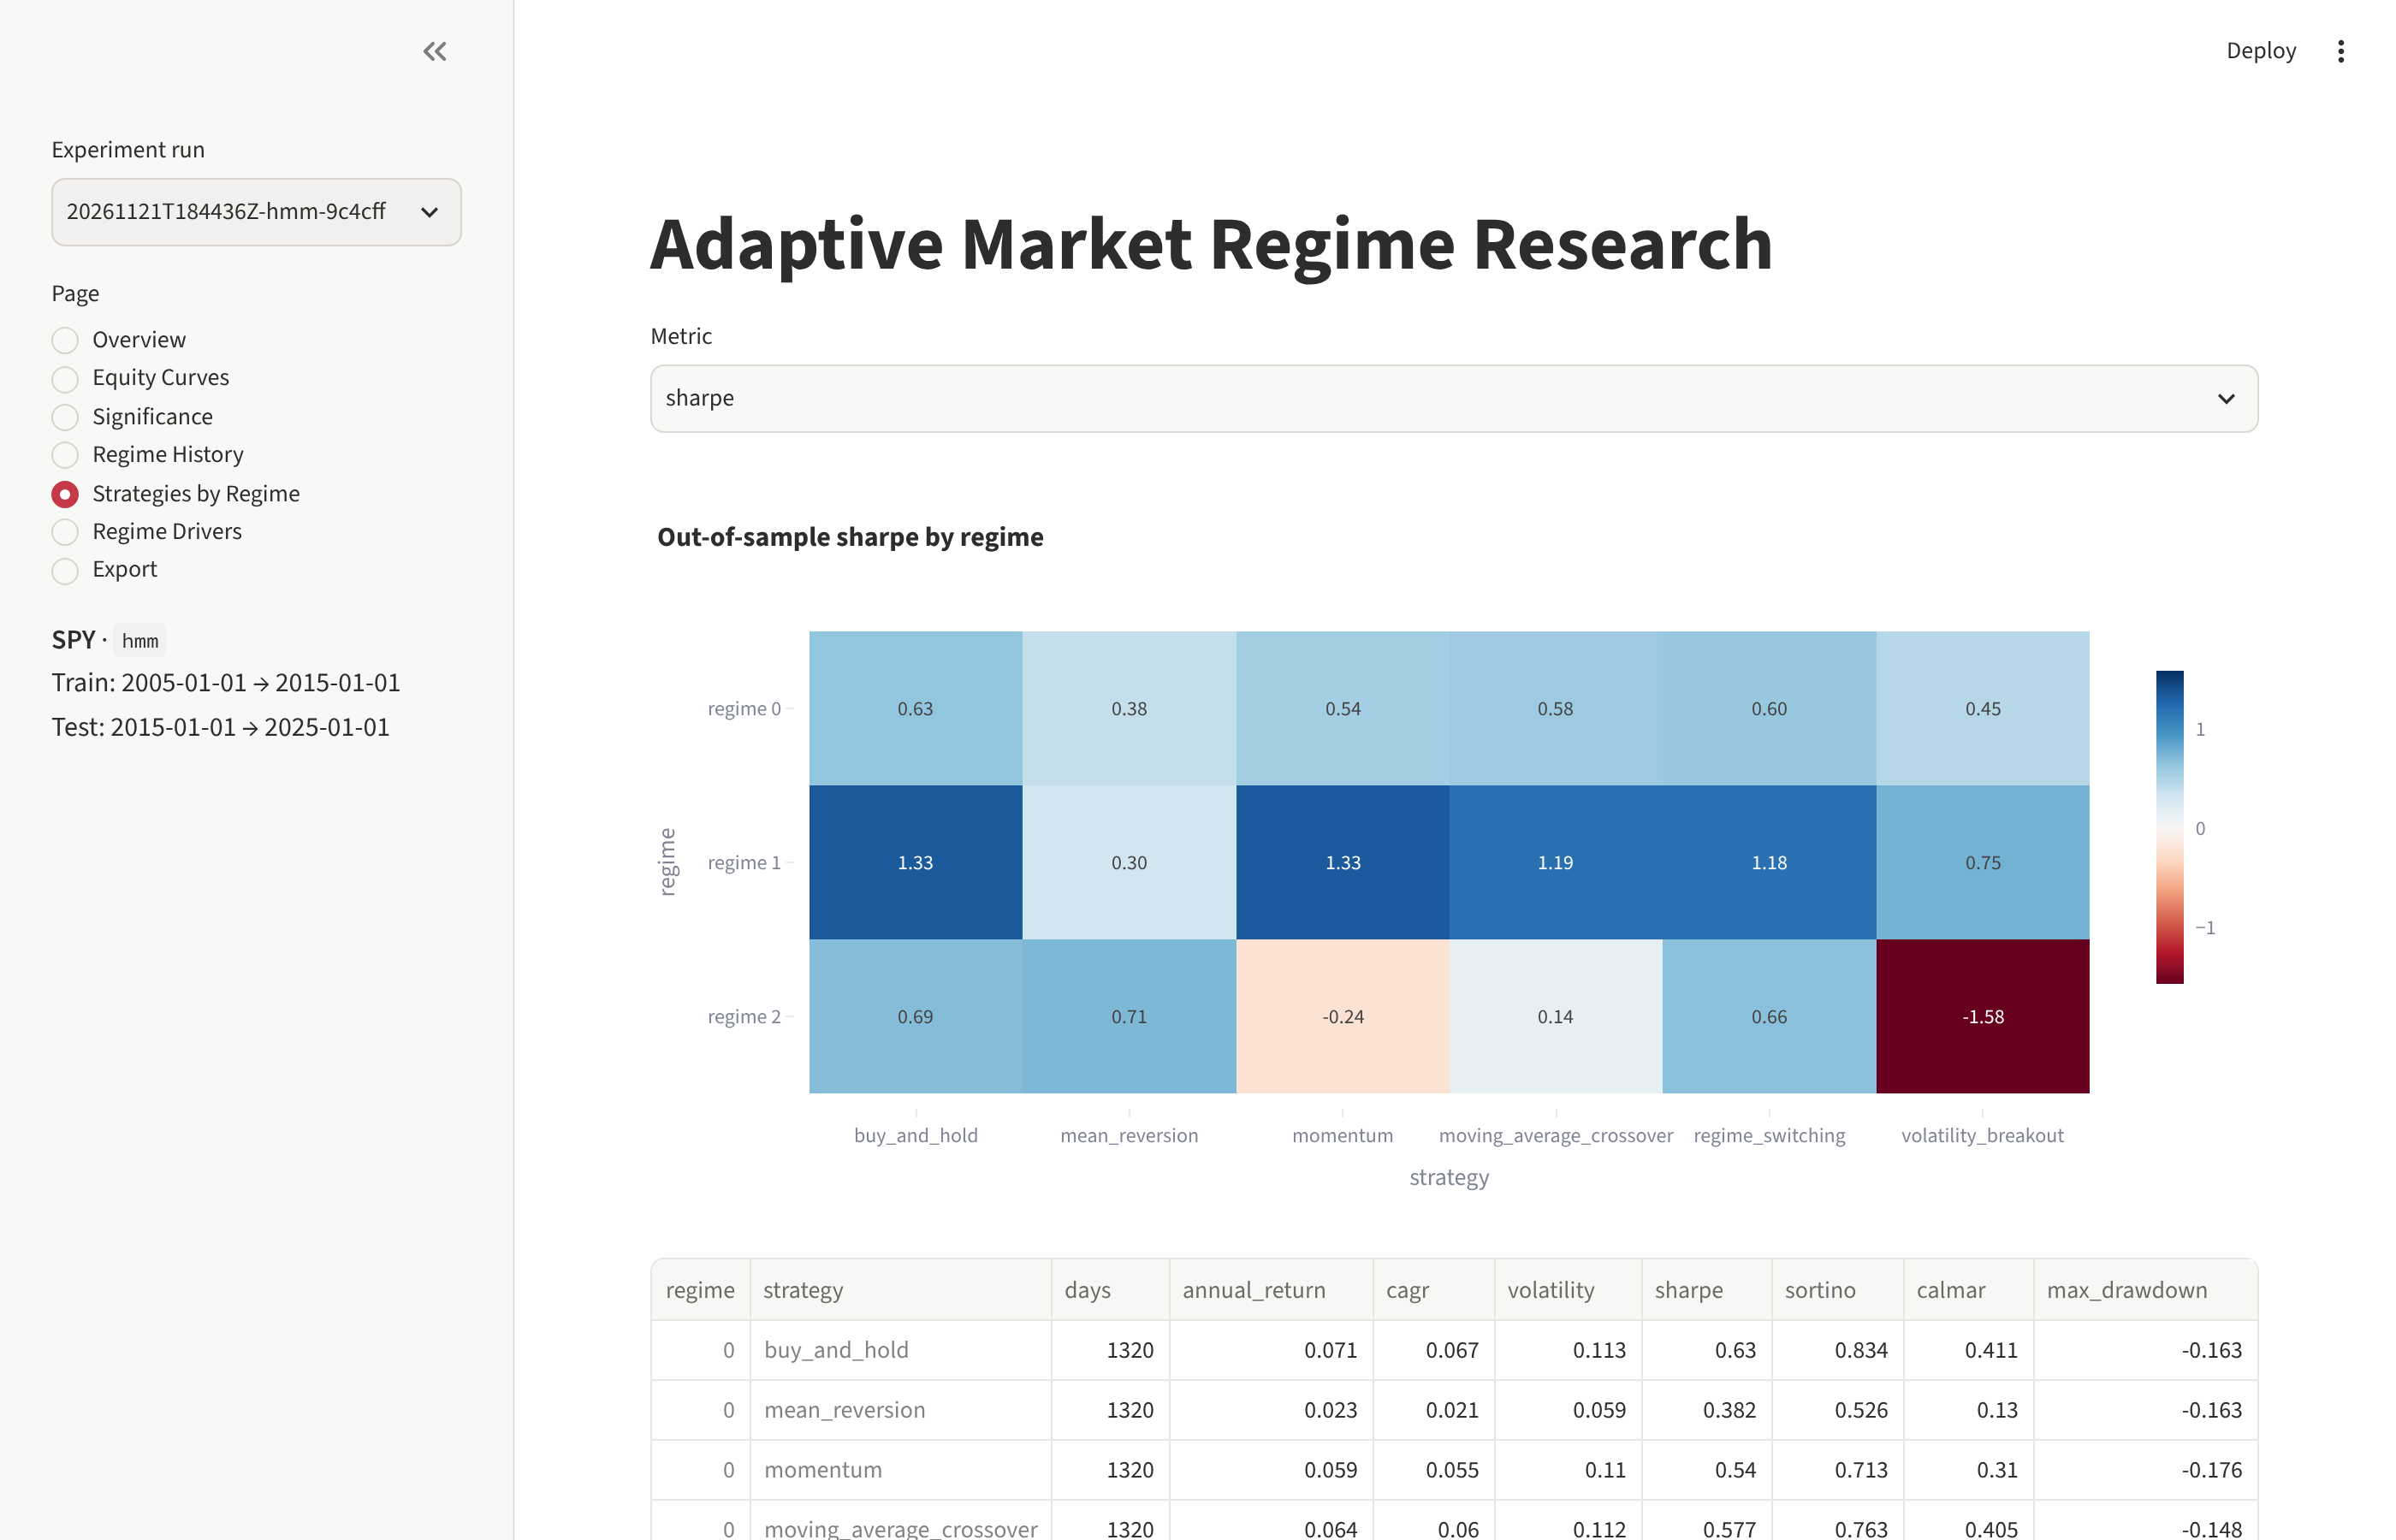 Deploy
Experiment run
20261121T184436Z-hmm-9c4cff
Page
Overview
Equity Curves
Significance
Regime History
Strategies by Regime
Regime Drivers
Export
SPY · hmm
Train: 2005-01-01 → 2015-01-01
Test: 2015-01-01 → 2025-01-01
Adaptive Market Regime Research
Metric
sharpe
Out-of-sample sharpe by regime
regime
regime 0 0.63 0.38 0.54 0.58 0.60 0.45
regime 1 1.33 0.30 1.33 1.19 1.18 0.75
regime 2 0.69 0.71 -0.24 0.14 0.66 -1.58
buy_and_hold mean_reversion momentum moving_average_crossover regime_switching volatility_breakout
strategy
1
0
−1
regime strategy days annual_return cagr volatility sharpe sortino calmar max_drawdown
0 buy_and_hold 1320 0.071 0.067 0.113 0.63 0.834 0.411 -0.163
0 mean_reversion 1320 0.023 0.021 0.059 0.382 0.526 0.13 -0.163
0 momentum 1320 0.059 0.055 0.11 0.54 0.713 0.31 -0.176
0 moving_average_crossover 1320 0.064 0.06 0.112 0.577 0.763 0.405 -0.148